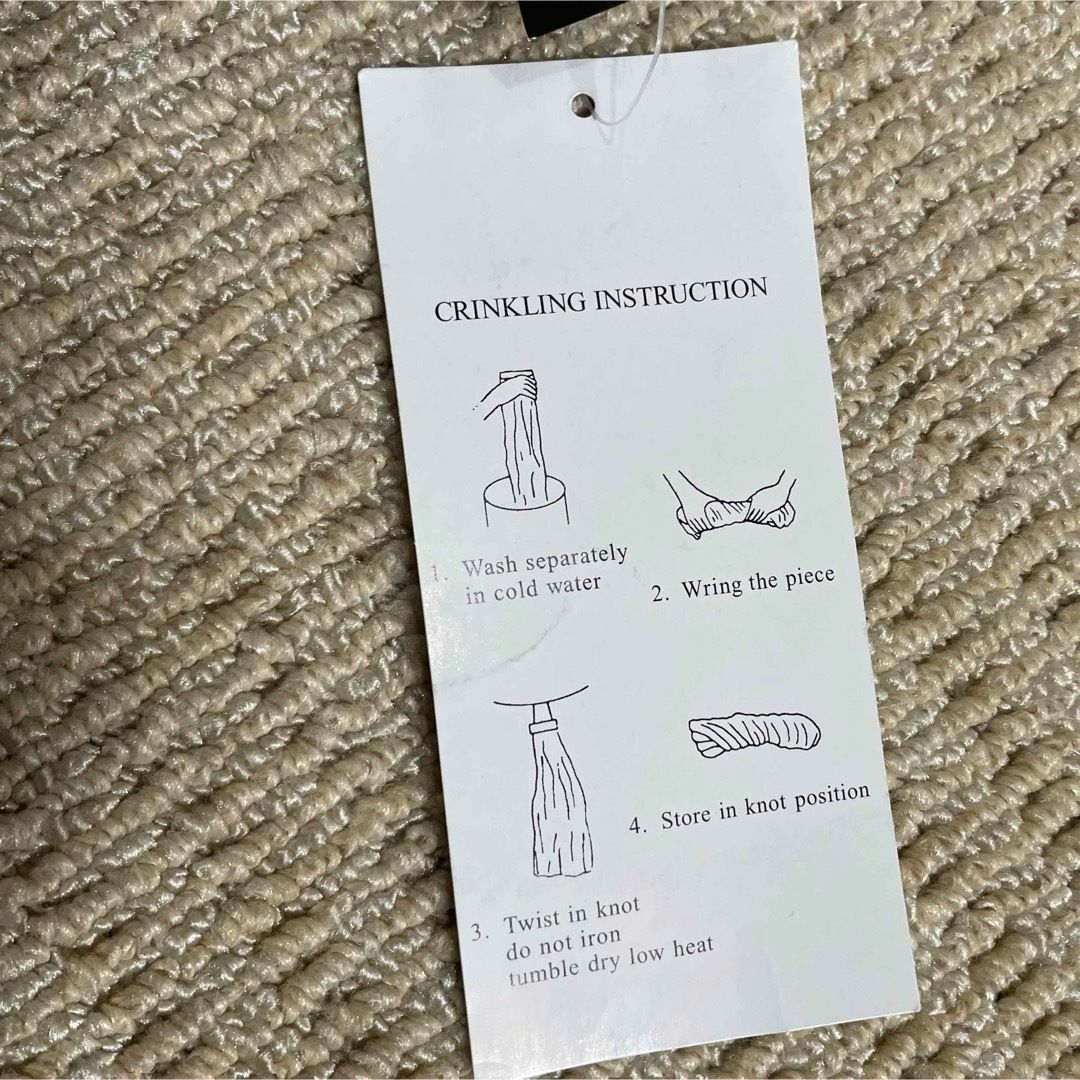 CRINKLING INSTRUCTION
1. Wash separately
in cold water
2. Wring the piece
3. Twist in knot
do not iron
tumble dry low heat
4. Store in knot position